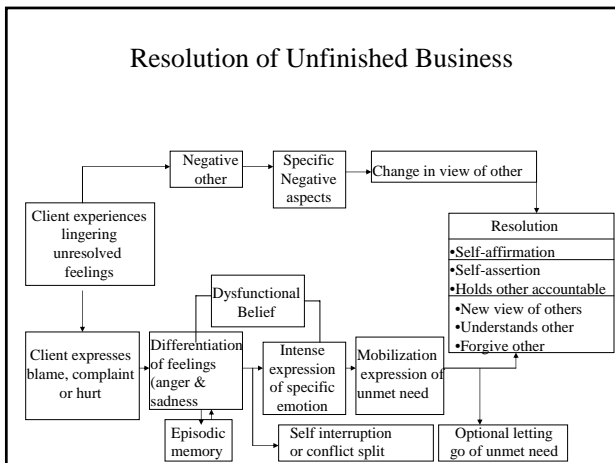 Resolution of Unfinished Business
Negative
other
Specific
Negative
aspects
Change in view of other
Client experiences
lingering
unresolved
feelings
Resolution
•Self-affirmation
•Self-assertion
•Holds other accountable
•New view of others
•Understands other
•Forgive other
Dysfunctional
Belief
Client expresses
blame, complaint
or hurt
Differentiation
of feelings
(anger &
sadness
Intense
expression
of specific
emotion
Mobilization
expression of
unmet need
Episodic
memory
Self interruption
or conflict split
Optional letting
go of unmet need